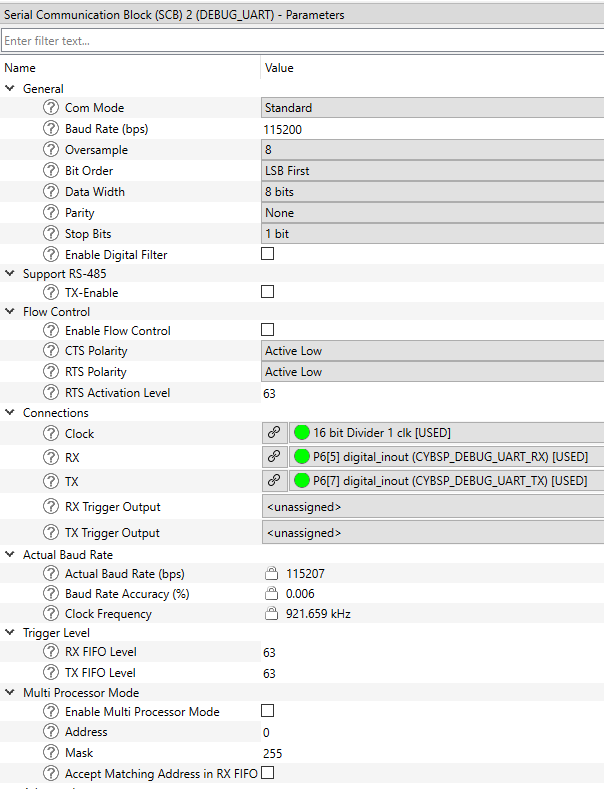 Serial Communication Block (SCB) 2 (DEBUG_UART) - Parameters
Enter filter text...
Name Value
General
Com Mode Standard
Baud Rate (bps) 115200
Oversample 8
Bit Order LSB First
Data Width 8 bits
Parity None
Stop Bits 1 bit
Enable Digital Filter
Support RS-485
TX-Enable
Flow Control
Enable Flow Control
CTS Polarity Active Low
RTS Polarity Active Low
RTS Activation Level 63
Connections
Clock 16 bit Divider 1 clk [USED]
RX P6[5] digital_inout (CYBSP_DEBUG_UART_RX) [USED]
TX P6[7] digital_inout (CYBSP_DEBUG_UART_TX) [USED]
RX Trigger Output <unassigned>
TX Trigger Output <unassigned>
Actual Baud Rate
Actual Baud Rate (bps) 115207
Baud Rate Accuracy (%) 0.006
Clock Frequency 921.659 kHz
Trigger Level
RX FIFO Level 63
TX FIFO Level 63
Multi Processor Mode
Enable Multi Processor Mode
Address 0
Mask 255
Accept Matching Address in RX FIFO